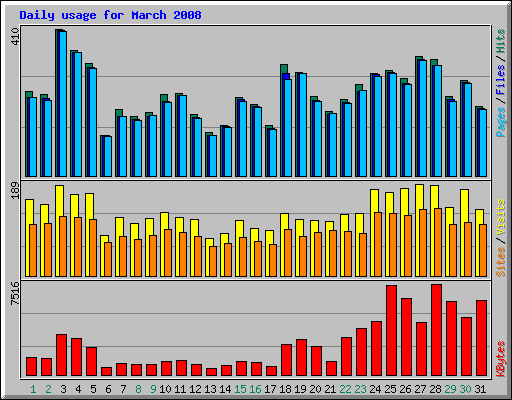 Daily usage for March 2008
410
Pages / Files / Hits
189
Sites / Visits
7516
KBytes
1 2 3 4 5 6 7 8 9 10 11 12 13 14 15 16 17 18 19 20 21 22 23 24 25 26 27 28 29 30 31